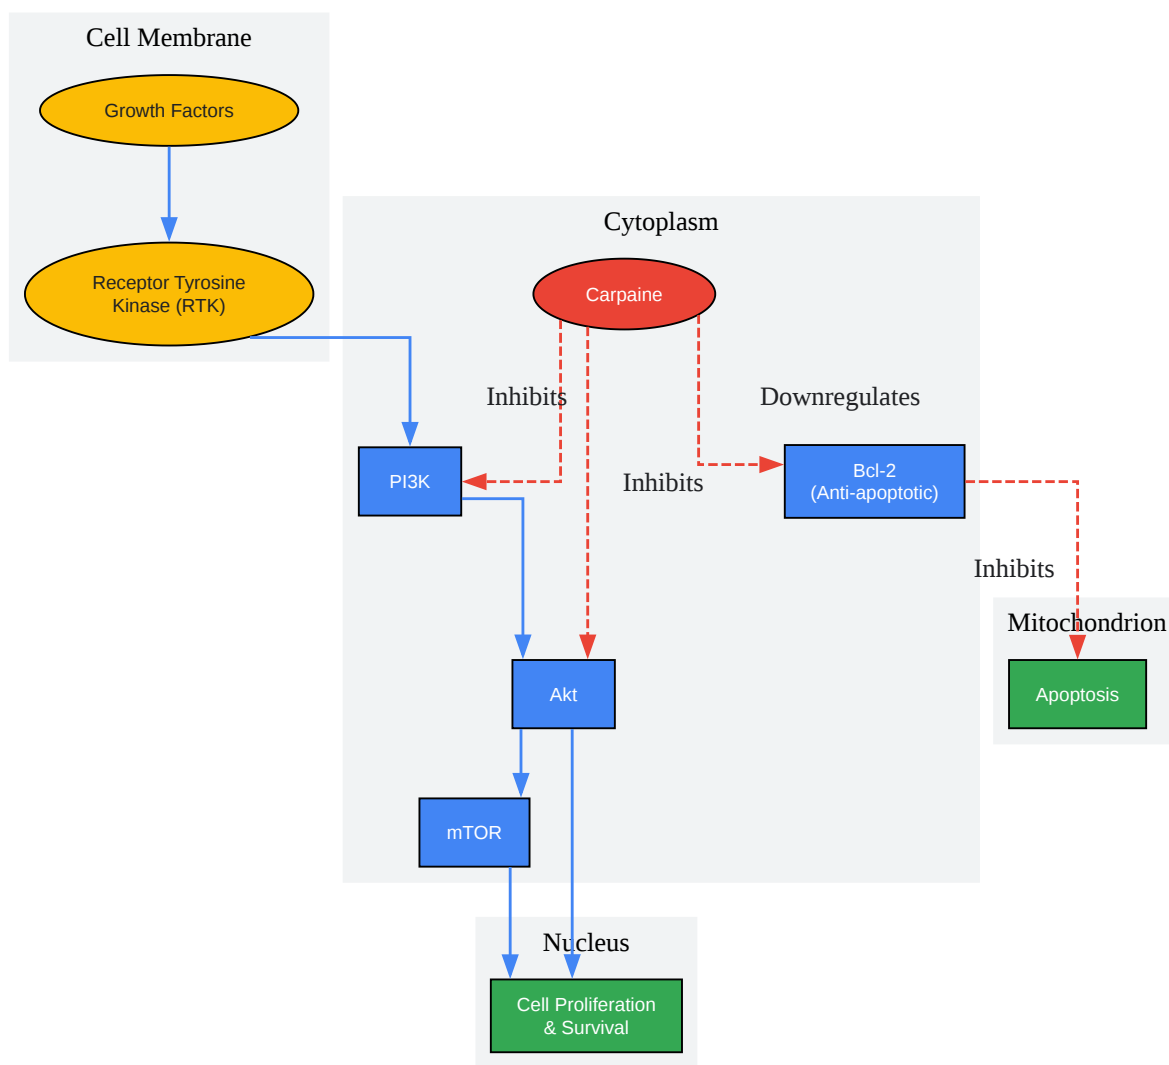 Cell Membrane
Growth Factors
Receptor Tyrosine
Kinase (RTK)
Cytoplasm
Carpaine
Inhibits
Downregulates
PI3K
Inhibits
Bcl-2
(Anti-apoptotic)
Inhibits
Mitochondrion
Akt
Apoptosis
mTOR
Nucleus
Cell Proliferation
& Survival